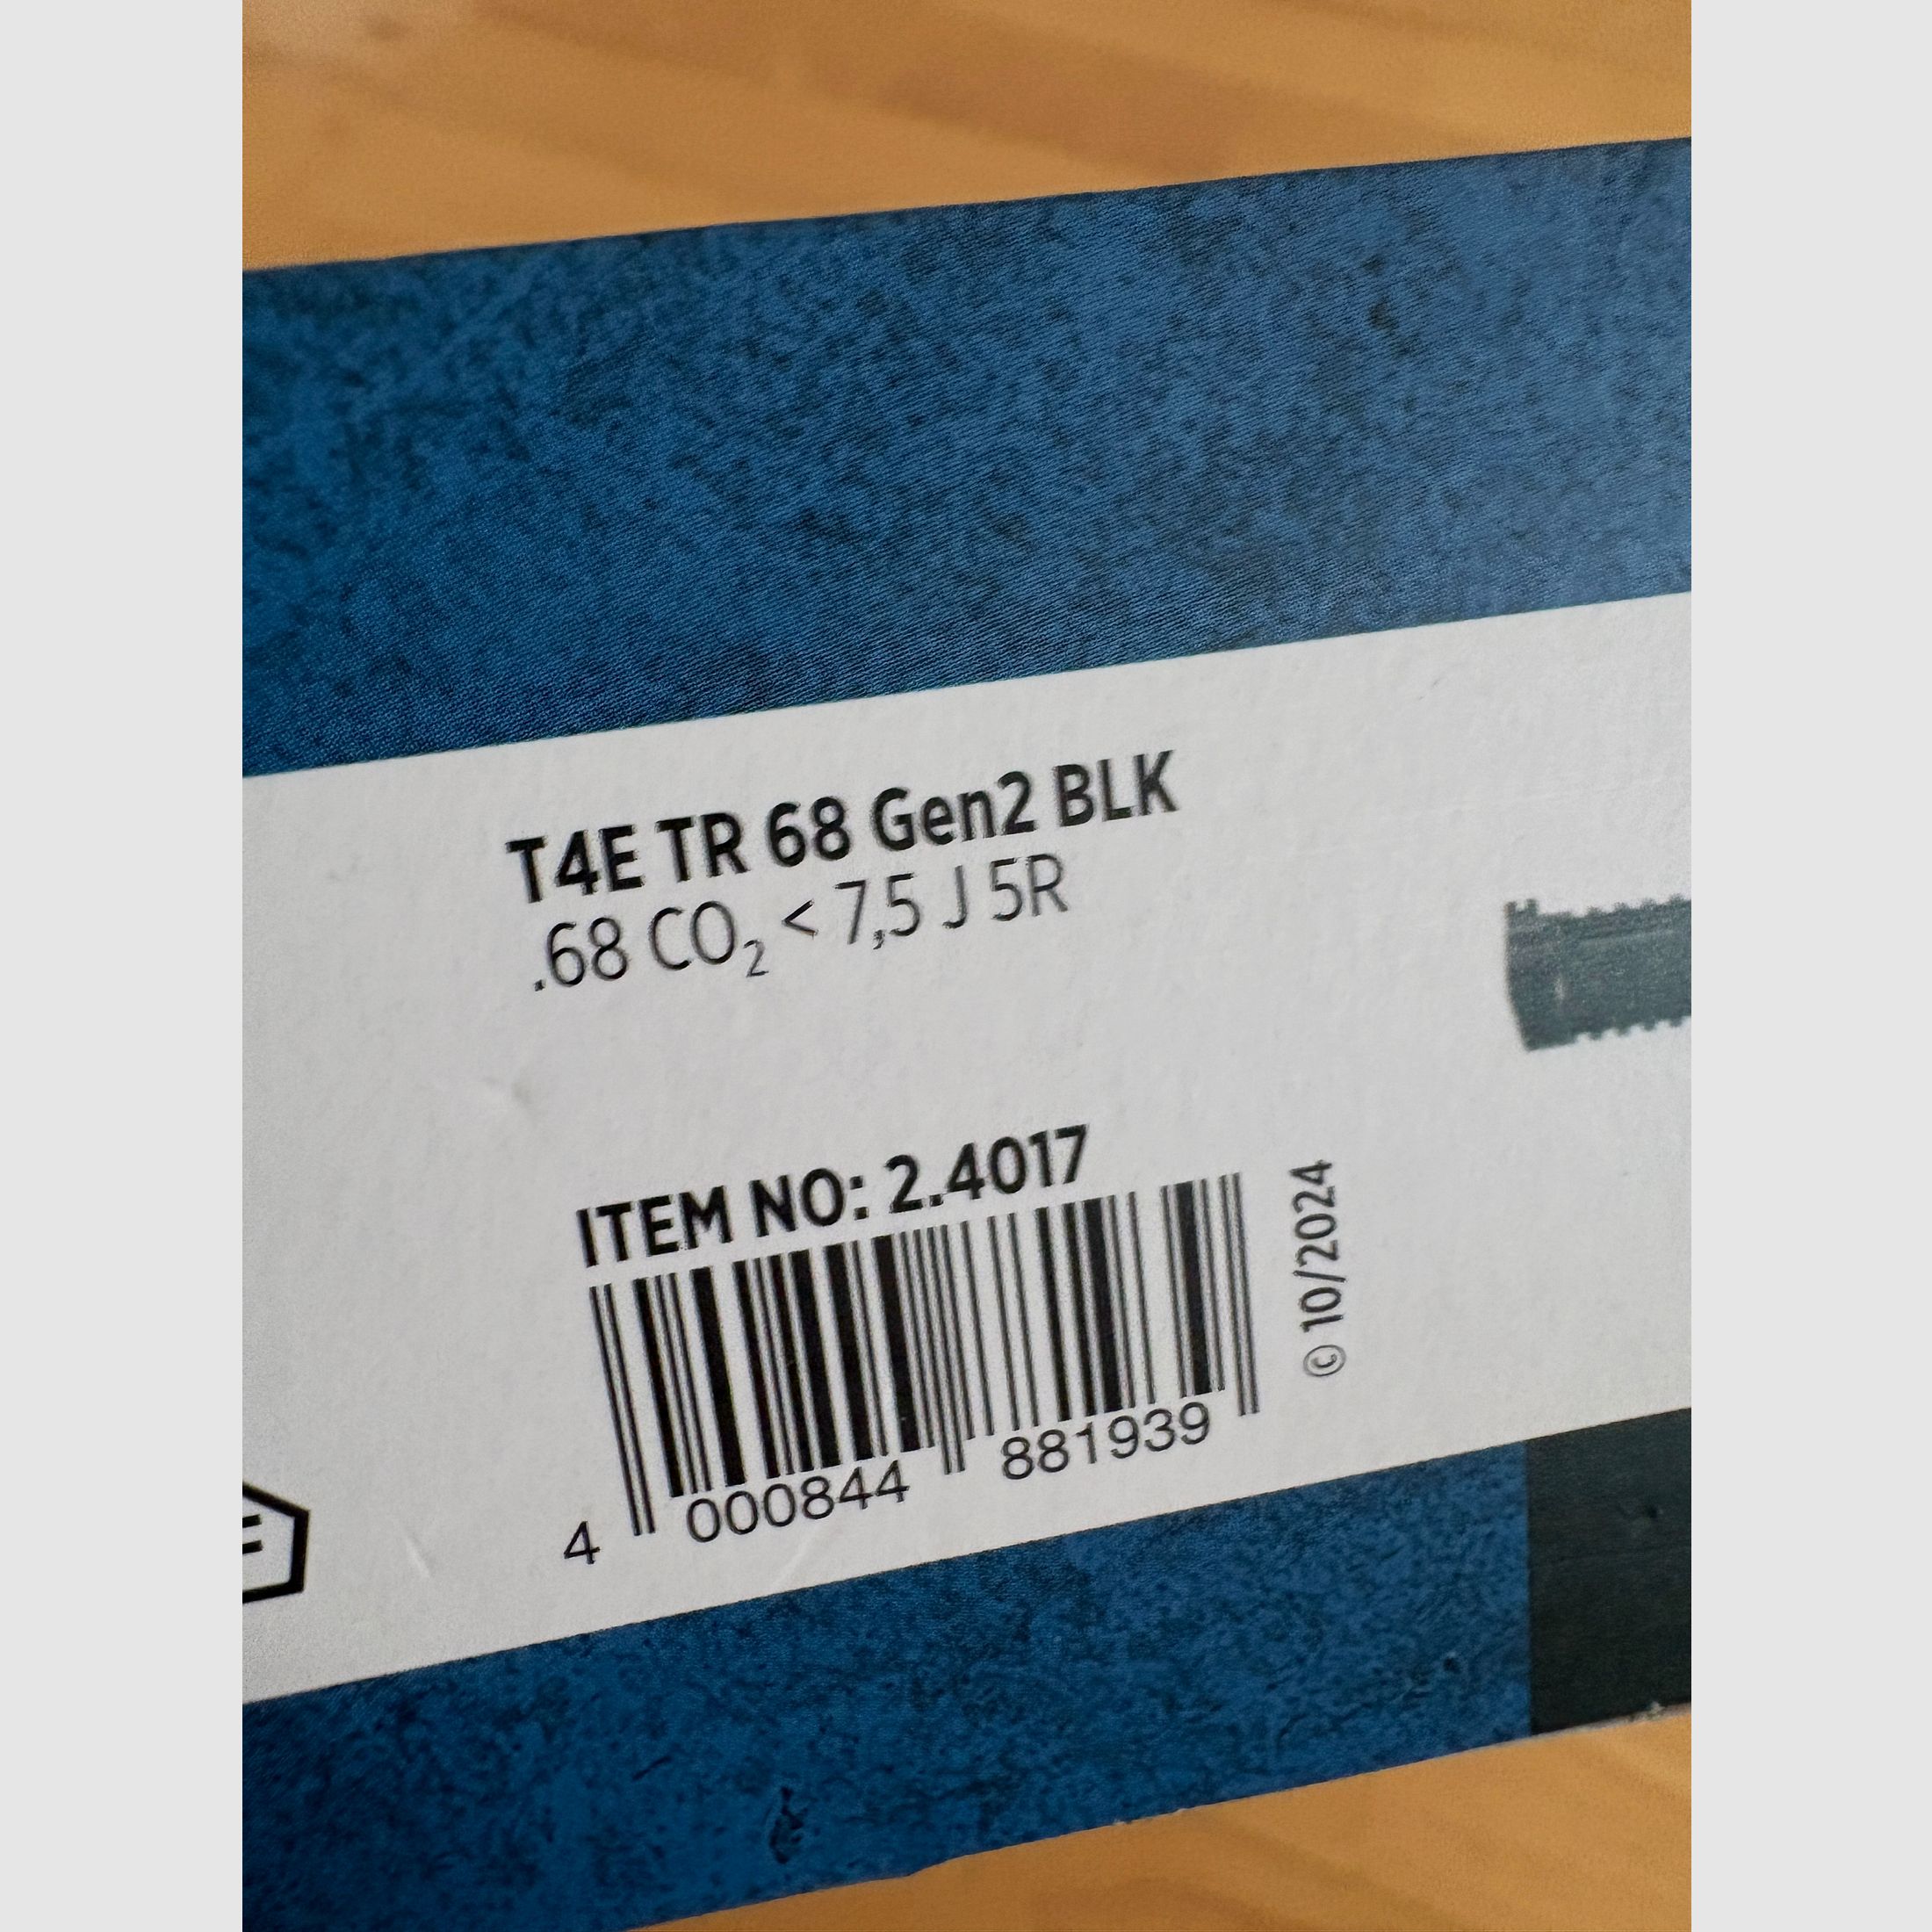 T4E TR 68 Gen2 BLK
.68 CO₂ < 7,5 J 5R
ITEM NO: 2.4017
4 000844 881939
© 10/2024
F